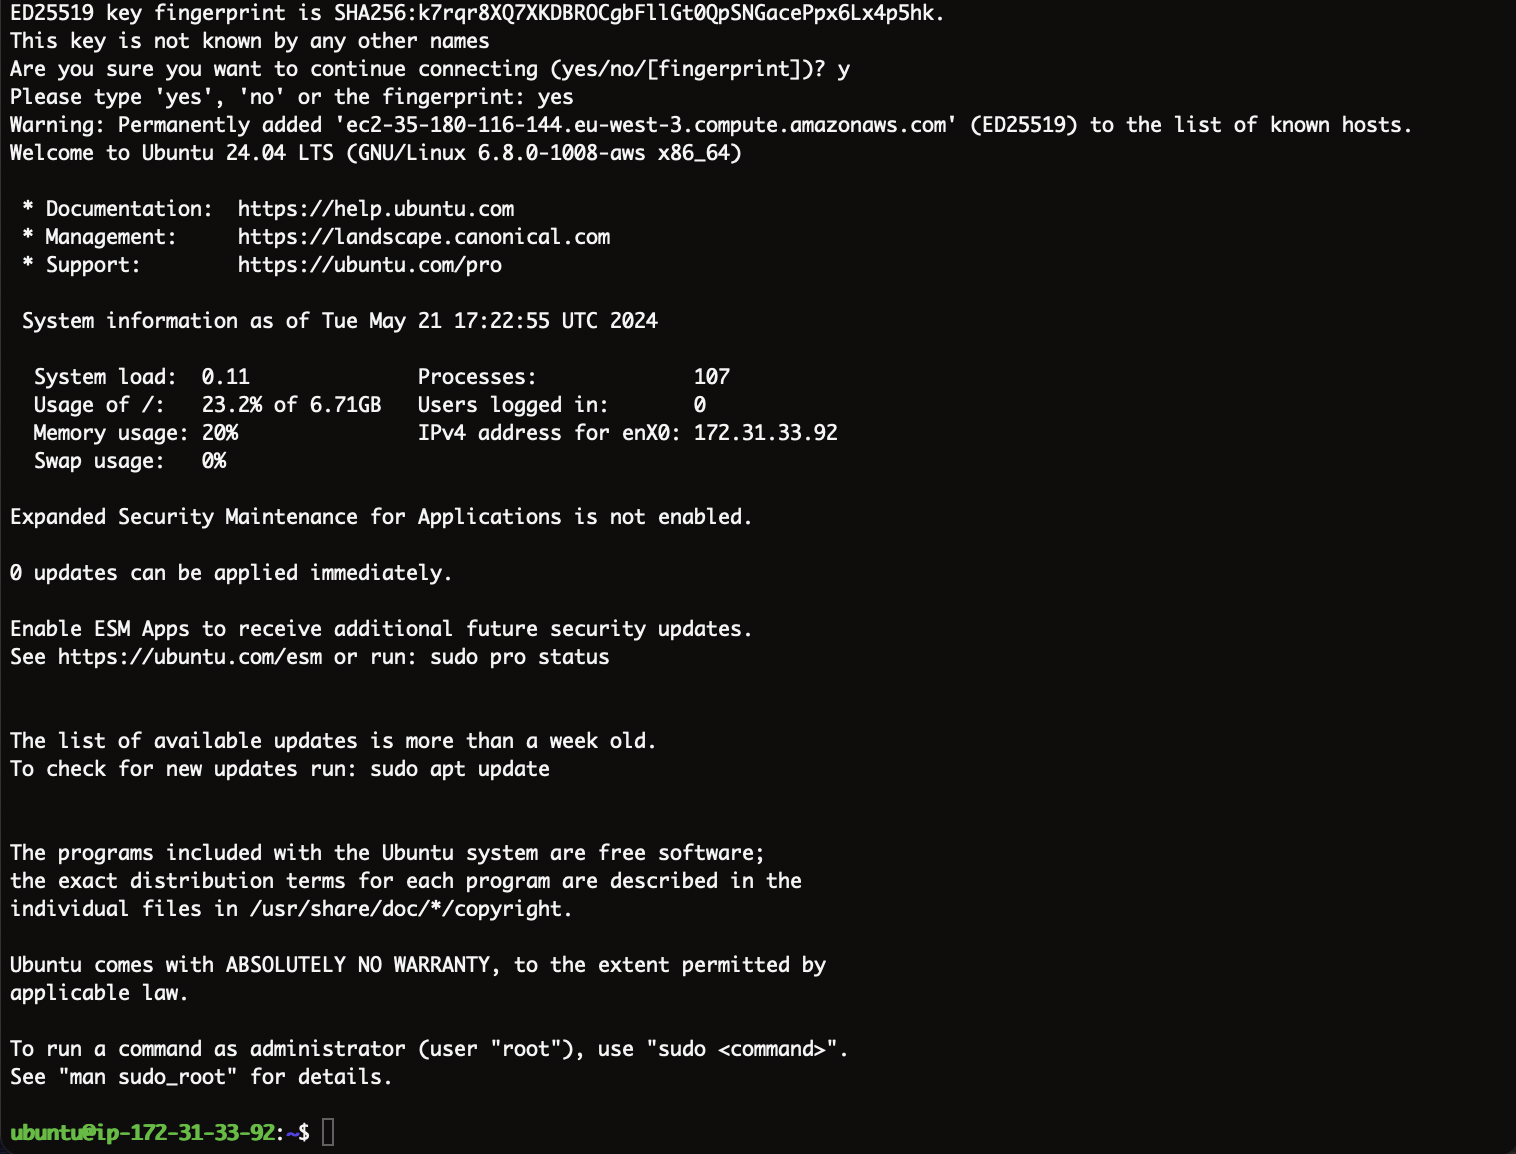 ED25519 key fingerprint is SHA256:k7rqr8XQ7XKDBROCgbFllGt0QpSNGacePpx6Lx4p5hk.
This key is not known by any other names
Are you sure you want to continue connecting (yes/no/[fingerprint])? y
Please type 'yes', 'no' or the fingerprint: yes
Warning: Permanently added 'ec2-35-180-116-144.eu-west-3.compute.amazonaws.com' (ED25519) to the list of known hosts.
Welcome to Ubuntu 24.04 LTS (GNU/Linux 6.8.0-1008-aws x86_64)

 * Documentation:  https://help.ubuntu.com
 * Management:     https://landscape.canonical.com
 * Support:        https://ubuntu.com/pro

 System information as of Tue May 21 17:22:55 UTC 2024

  System load:  0.11              Processes:             107
  Usage of /:   23.2% of 6.71GB   Users logged in:       0
  Memory usage: 20%               IPv4 address for enX0: 172.31.33.92
  Swap usage:   0%

Expanded Security Maintenance for Applications is not enabled.

0 updates can be applied immediately.

Enable ESM Apps to receive additional future security updates.
See https://ubuntu.com/esm or run: sudo pro status

The list of available updates is more than a week old.
To check for new updates run: sudo apt update

The programs included with the Ubuntu system are free software;
the exact distribution terms for each program are described in the
individual files in /usr/share/doc/*/copyright.

Ubuntu comes with ABSOLUTELY NO WARRANTY, to the extent permitted by
applicable law.

To run a command as administrator (user "root"), use "sudo <command>".
See "man sudo_root" for details.

ubuntu@ip-172-31-33-92:~$